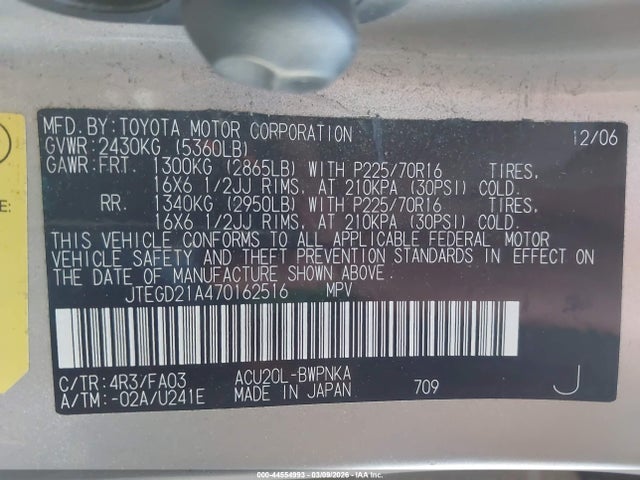 MFD.BY:TOYOTA MOTOR CORPORATION 12/06
GVWR:2430KG (5360LB)
GAWR:FRT. 1300KG (2865LB) WITH P225/70R16 TIRES,
16X6 1/2JJ RIMS, AT 210KPA (30PSI) COLD.
RR. 1340KG (2950LB) WITH P225/70R16 TIRES,
16X6 1/2JJ RIMS, AT 210KPA (30PSI) COLD.
THIS VEHICLE CONFORMS TO ALL APPLICABLE FEDERAL MOTOR
VEHICLE SAFETY AND THEFT PREVENTION STANDARDS IN EFFECT ON
THE DATE OF MANUFACTURE SHOWN ABOVE.
JTEGD21A470162516 MPV
C/TR:4R3/FA03 ACU20L-BWPNKA
A/TM:-02A/U241E MADE IN JAPAN 709 J
E:
000-44554993 - 03/09/2026 - IAA Inc.